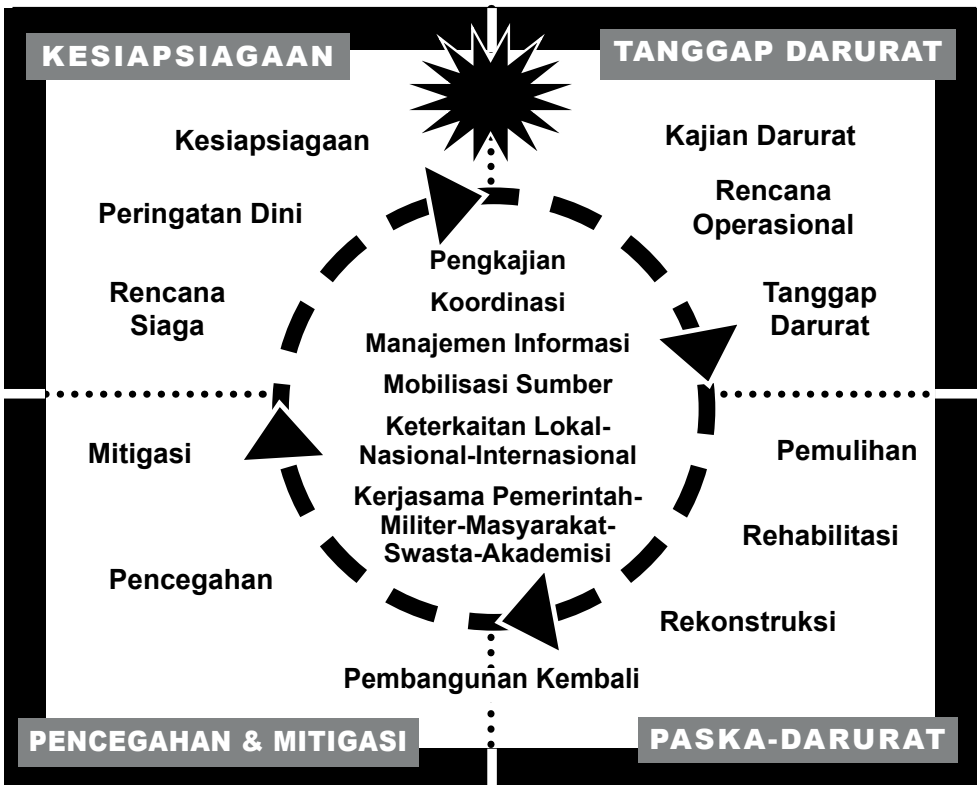 KESIAPSIAGAAN
TANGGAP DARURAT
Kesiapsiagaan
Peringatan Dini
Rencana
Siaga
Kajian Darurat
Rencana
Operasional
Tanggap
Darurat
Pengkajian
Koordinasi
Manajemen Informasi
Mobilisasi Sumber
Keterkaitan Lokal-
Nasional-Internasional
Kerjasama Pemerintah-
Militer-Masyarakat-
Swasta-Akademisi
Mitigasi
Pencegahan
Pemulihan
Rehabilitasi
Rekonstruksi
Pembangunan Kembali
PENCEGAHAN & MITIGASI
PASKA-DARURAT